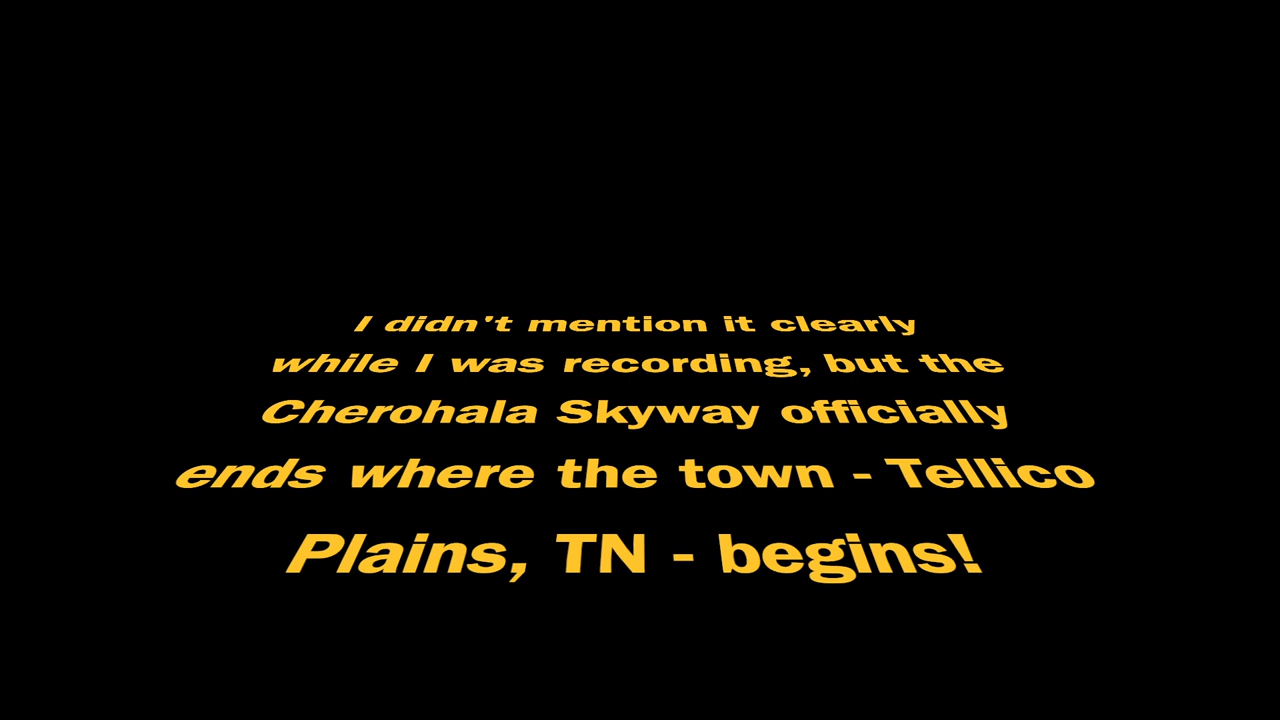 I didn't mention it clearly
while I was recording, but the
Cherohala Skyway officially
ends where the town - Tellico
Plains, TN - begins!